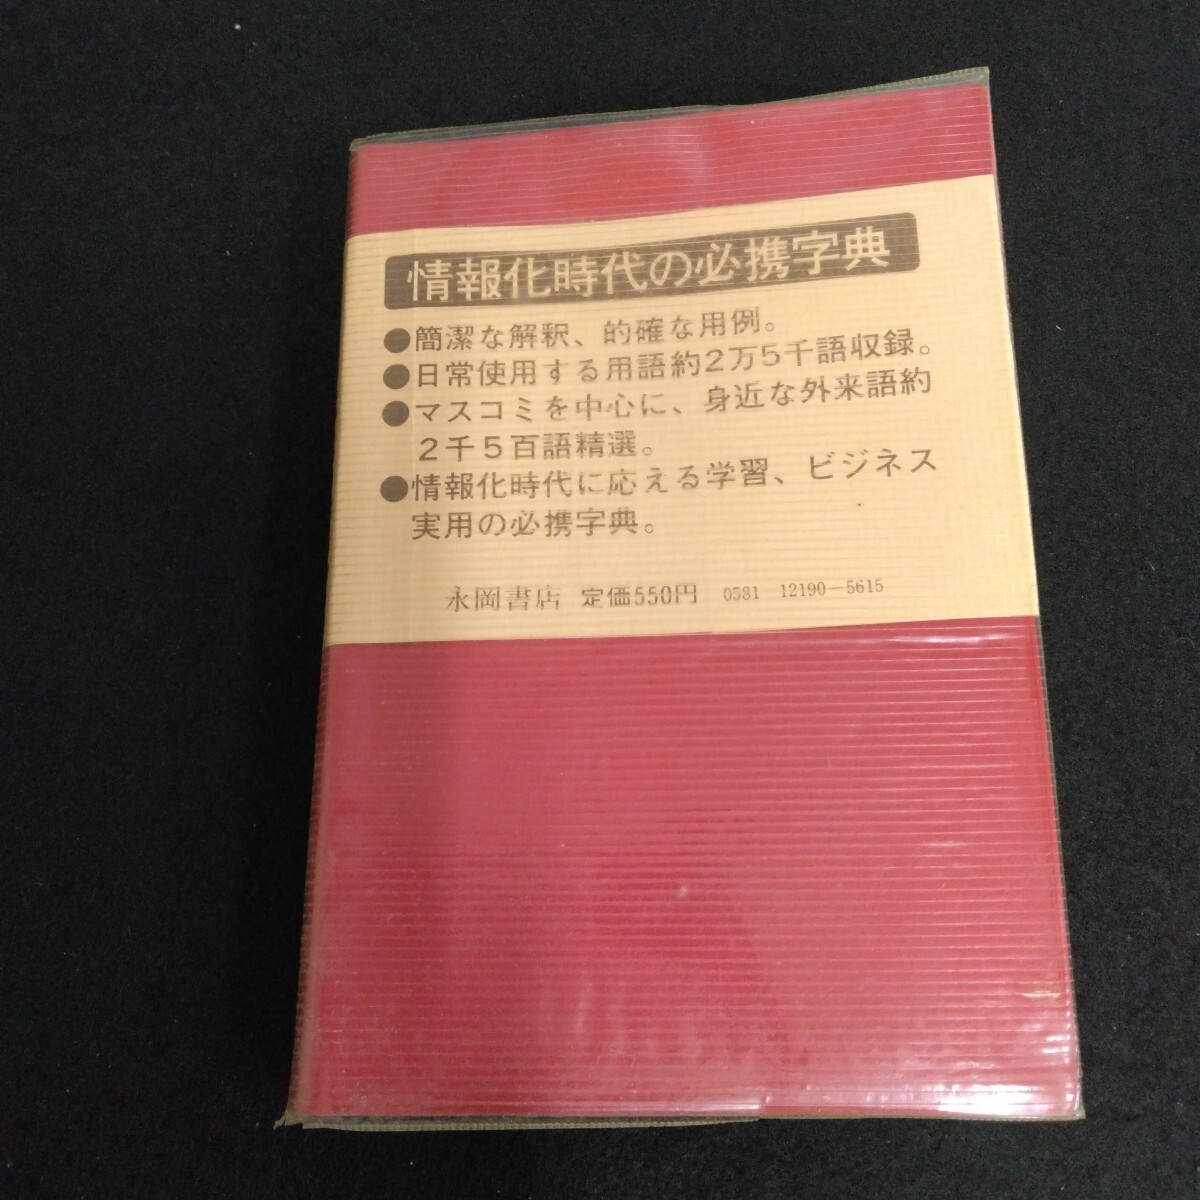 情報化時代の必携字典
●簡潔な解釈、的確な用例。
●日常使用する用語約2万5千語収録。
●マスコミを中心に、身近な外来語約
2千5百語精選。
●情報化時代に応える学習、ビジネス
実用の必携字典。
永岡書店 定価550円 0581 12190-5615